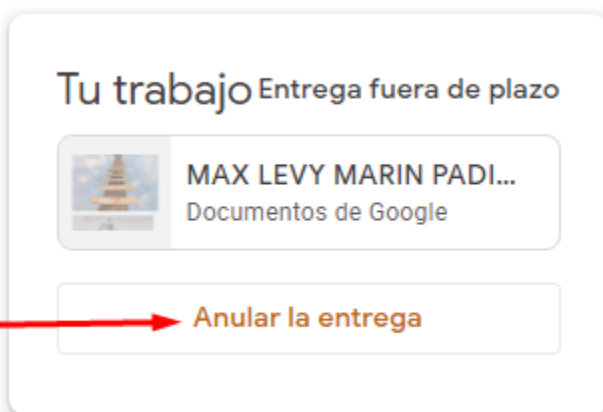 Tu trabajo Entrega fuera de plazo
MAX LEVY MARIN PADI...
Documentos de Google
Anular la entrega